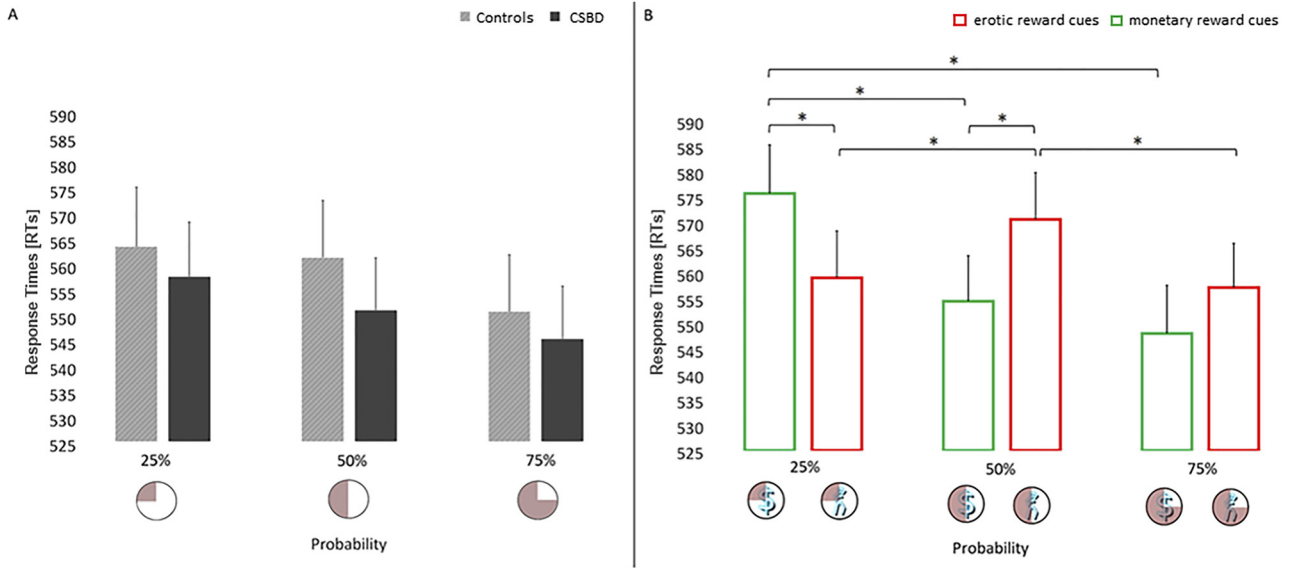 A
Controls CSBD
Response Times [RTs]
590
585
580
575
570
565
560
555
550
545
540
535
530
525
25% 50% 75%
Probability
B
erotic reward cues monetary reward cues
*
*
* *
* *
Response Times [RTs]
590
585
580
575
570
565
560
555
550
545
540
535
530
525
25% 50% 75%
$ $ $
Probability